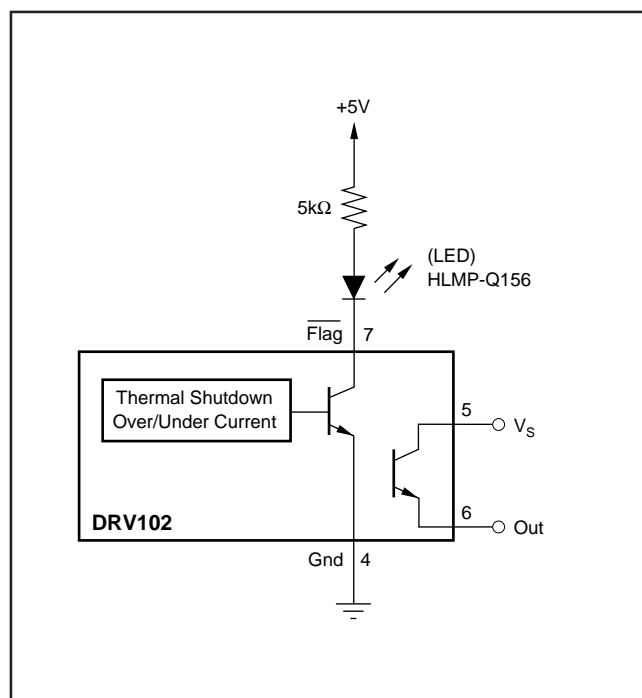 +5V
5kΩ
(LED)
HLMP-Q156
Flag
7
Thermal Shutdown
Over/Under Current
5
VS
6
Out
DRV102
Gnd
4